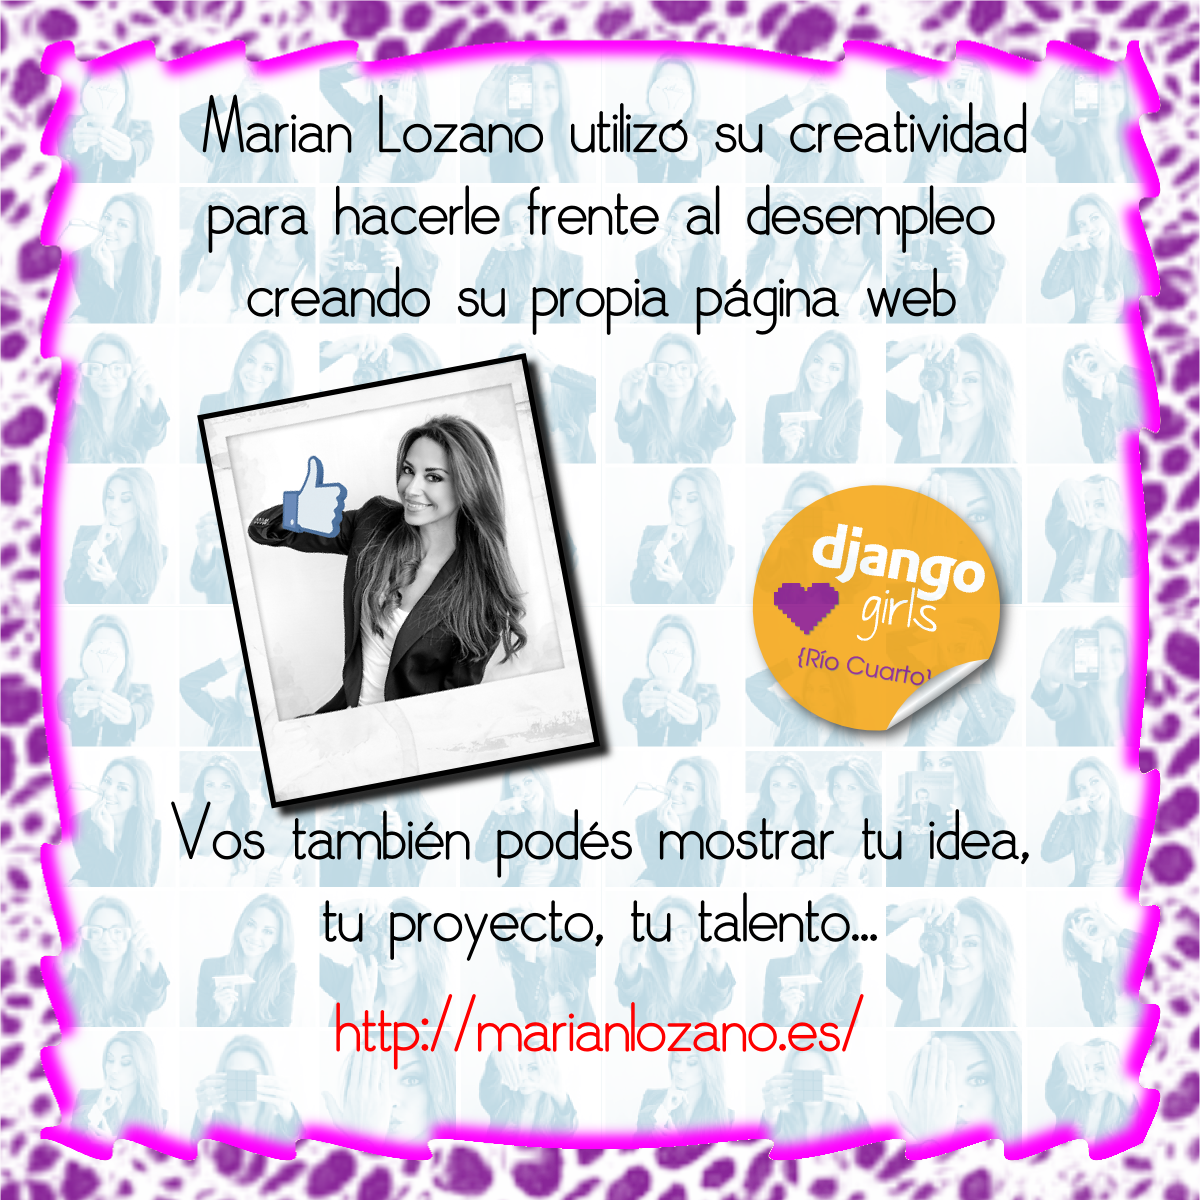 Marian Lozano utilizó su creatividad
para hacerle frente al desempleo
creando su propia página web
django
girls
{Río Cuarto}
Vos también podés mostrar tu idea,
tu proyecto, tu talento...
http://marianlozano.es/